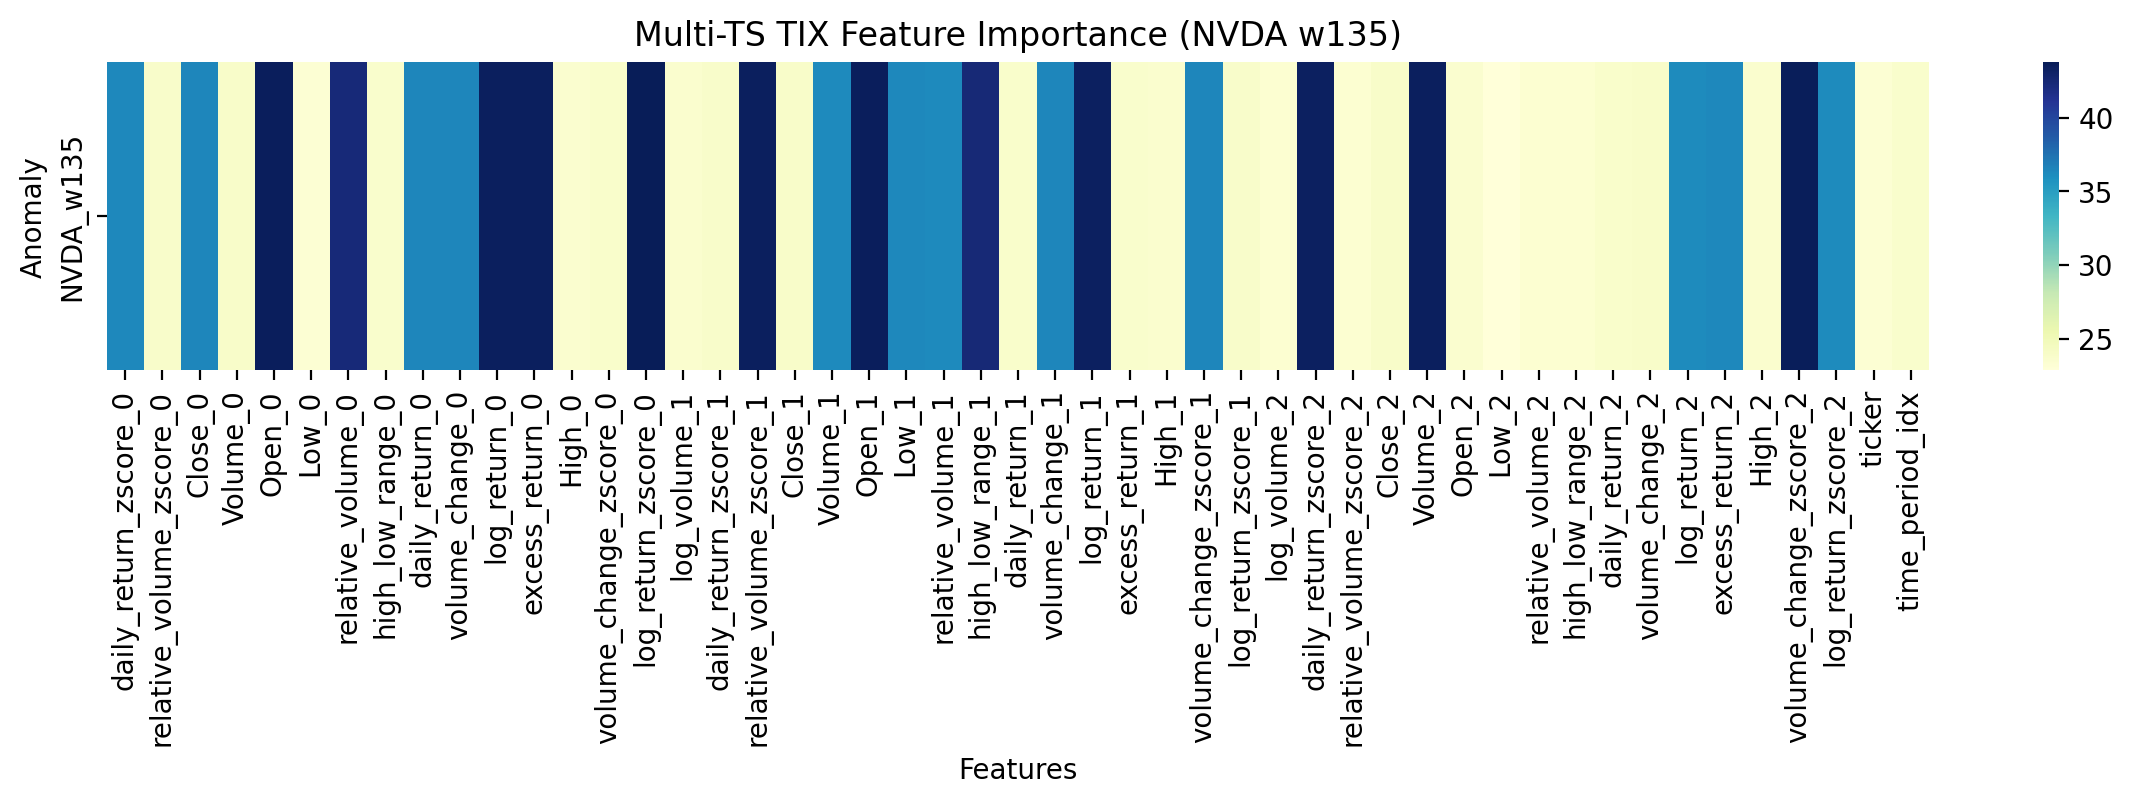 Multi-TS TIX Feature Importance (NVDA w135)
Anomaly
NVDA_w135
40
35
30
25
daily_return_zscore_0
relative_volume_zscore_0
Close_0
Volume_0
Open_0
Low_0
relative_volume_0
high_low_range_0
daily_return_0
volume_change_0
log_return_0
excess_return_0
High_0
volume_change_zscore_0
log_return_zscore_0
log_volume_1
daily_return_zscore_1
relative_volume_zscore_1
Close_1
Volume_1
Open_1
Low_1
relative_volume_1
high_low_range_1
daily_return_1
volume_change_1
log_return_1
excess_return_1
High_1
volume_change_zscore_1
log_return_zscore_1
log_volume_2
daily_return_zscore_2
relative_volume_zscore_2
Close_2
Volume_2
Open_2
Low_2
relative_volume_2
high_low_range_2
daily_return_2
volume_change_2
log_return_2
excess_return_2
High_2
volume_change_zscore_2
log_return_zscore_2
ticker
time_period_idx
Features